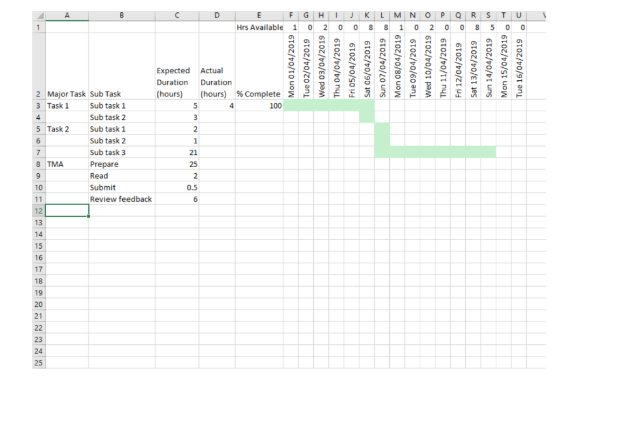 A B C D E F G H I J K L M N O P Q R S T U V
1 Hrs Available 1 0 2 0 0 8 8 1 0 2 0 0 8 5 0 0
2 Major Task Sub Task Expected Duration (hours) Actual Duration (hours) % Complete Mon 01/04/2019 Tue 02/04/2019 Wed 03/04/2019 Thu 04/04/2019 Fri 05/04/2019 Sat 06/04/2019 Sun 07/04/2019 Mon 08/04/2019 Tue 09/04/2019 Wed 10/04/2019 Thu 11/04/2019 Fri 12/04/2019 Sat 13/04/2019 Sun 14/04/2019 Mon 15/04/2019 Tue 16/04/2019
3 Task 1 Sub task 1 5 4 100
4 Sub task 2 3
5 Task 2 Sub task 1 2
6 Sub task 2 1
7 Sub task 3 21
8 TMA Prepare 25
9 Read 2
10 Submit 0.5
11 Review feedback 6
12
13
14
15
16
17
18
19
20
21
22
23
24
25